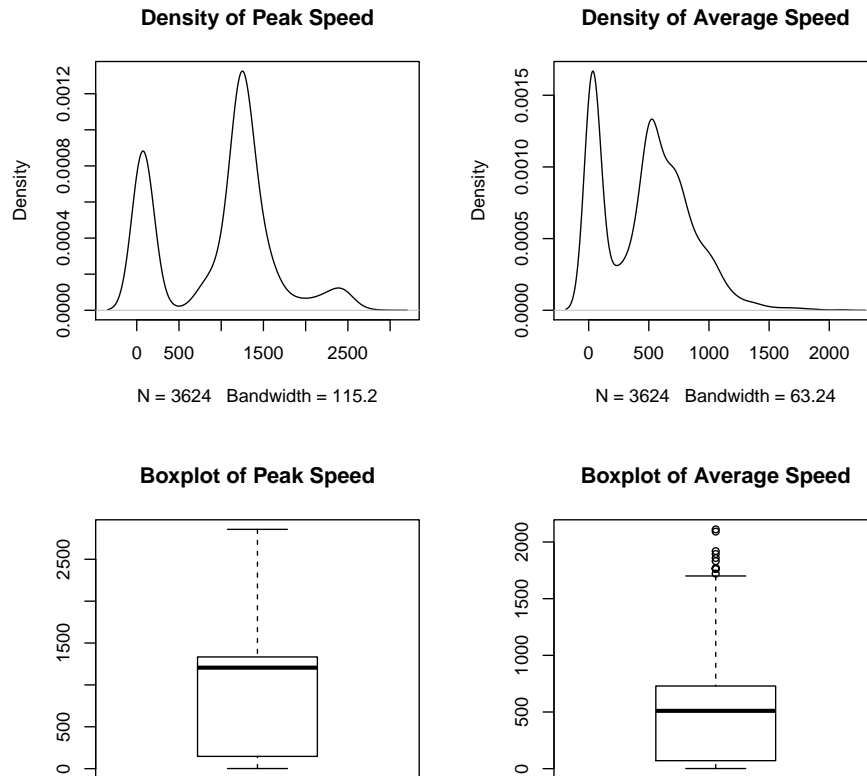 Density of Peak Speed
Density
0.0000 0.0004 0.0008 0.0012
0 500 1500 2500
N = 3624 Bandwidth = 115.2
Density of Average Speed
Density
0.0000 0.0005 0.0010 0.0015
0 500 1000 1500 2000
N = 3624 Bandwidth = 63.24
Boxplot of Peak Speed
0 500 1500 2500
Boxplot of Average Speed
0 500 1000 1500 2000